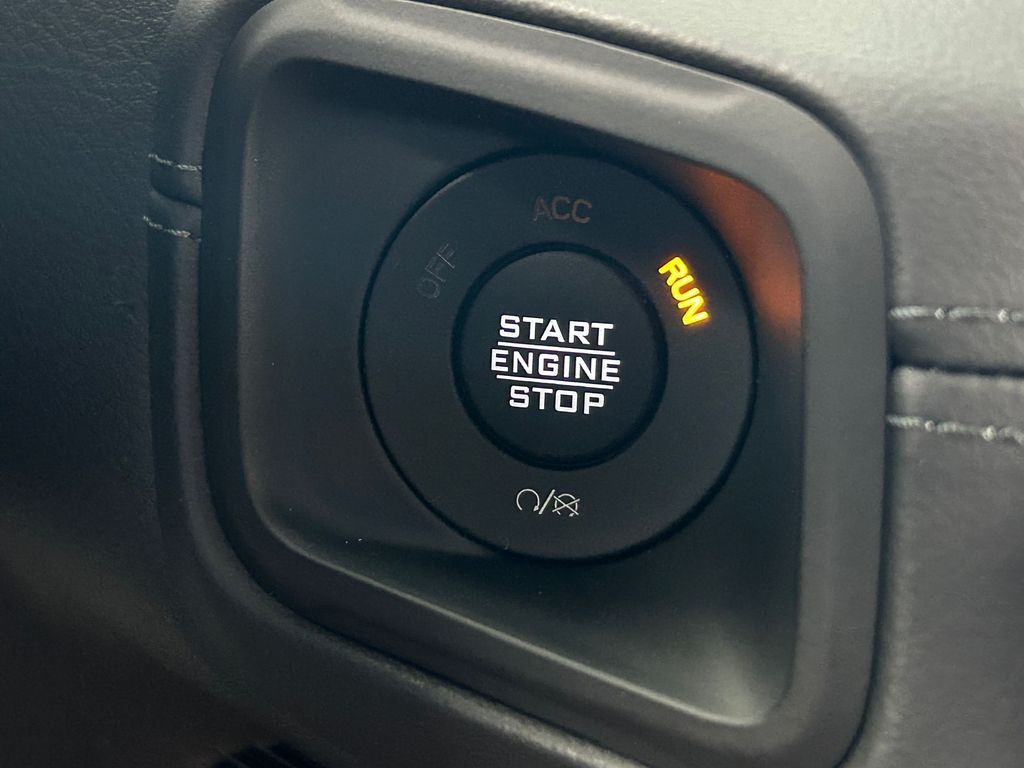 ACC
OFF
RUN
START
ENGINE
STOP